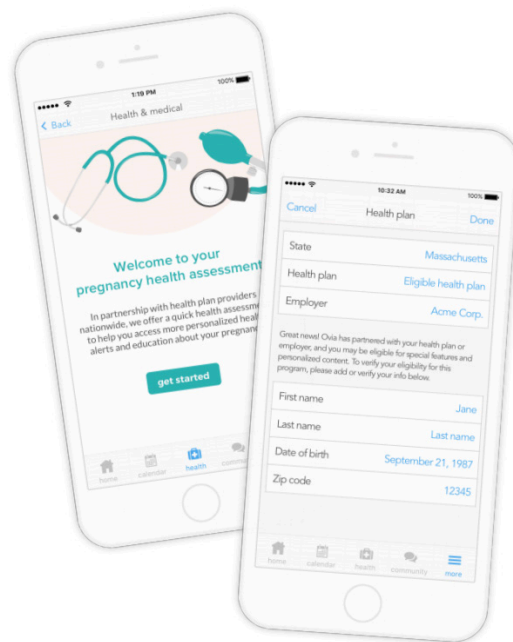 1:19 PM
100%
Back
Health & medical
Welcome to your
pregnancy health assessment
In partnership with health plan providers
nationwide, we offer a quick health assessmen
to help you access more personalized heal
alerts and education about your pregnanc
get started
home
calendar
health
communit
10:32 AM
100%
Cancel
Health plan
Done
State
Massachusetts
Health plan
Eligible health plan
Employer
Acme Corp.
Great news! Ovia has partnered with your health plan or
employer, and you may be eligible for special features and
personalized content. To verify your eligibility for this
program, please add or verify your info below.
First name
Jane
Last name
Last name
Date of birth
September 21, 1987
Zip code
12345
home
calendar
health
community
more